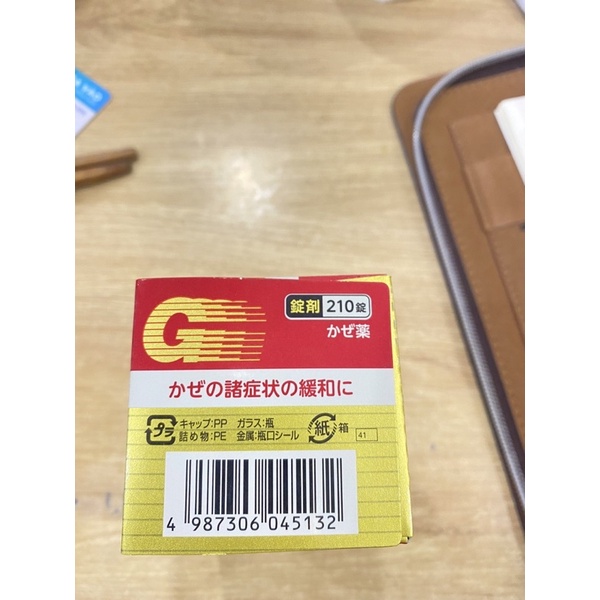 G
錠剤 210錠
かぜ薬
かぜの諸症状の緩和に
プラ
キャップ:PP ガラス:瓶
詰め物:PE 金属:瓶口シール
紙 箱
41
4 987306 045132